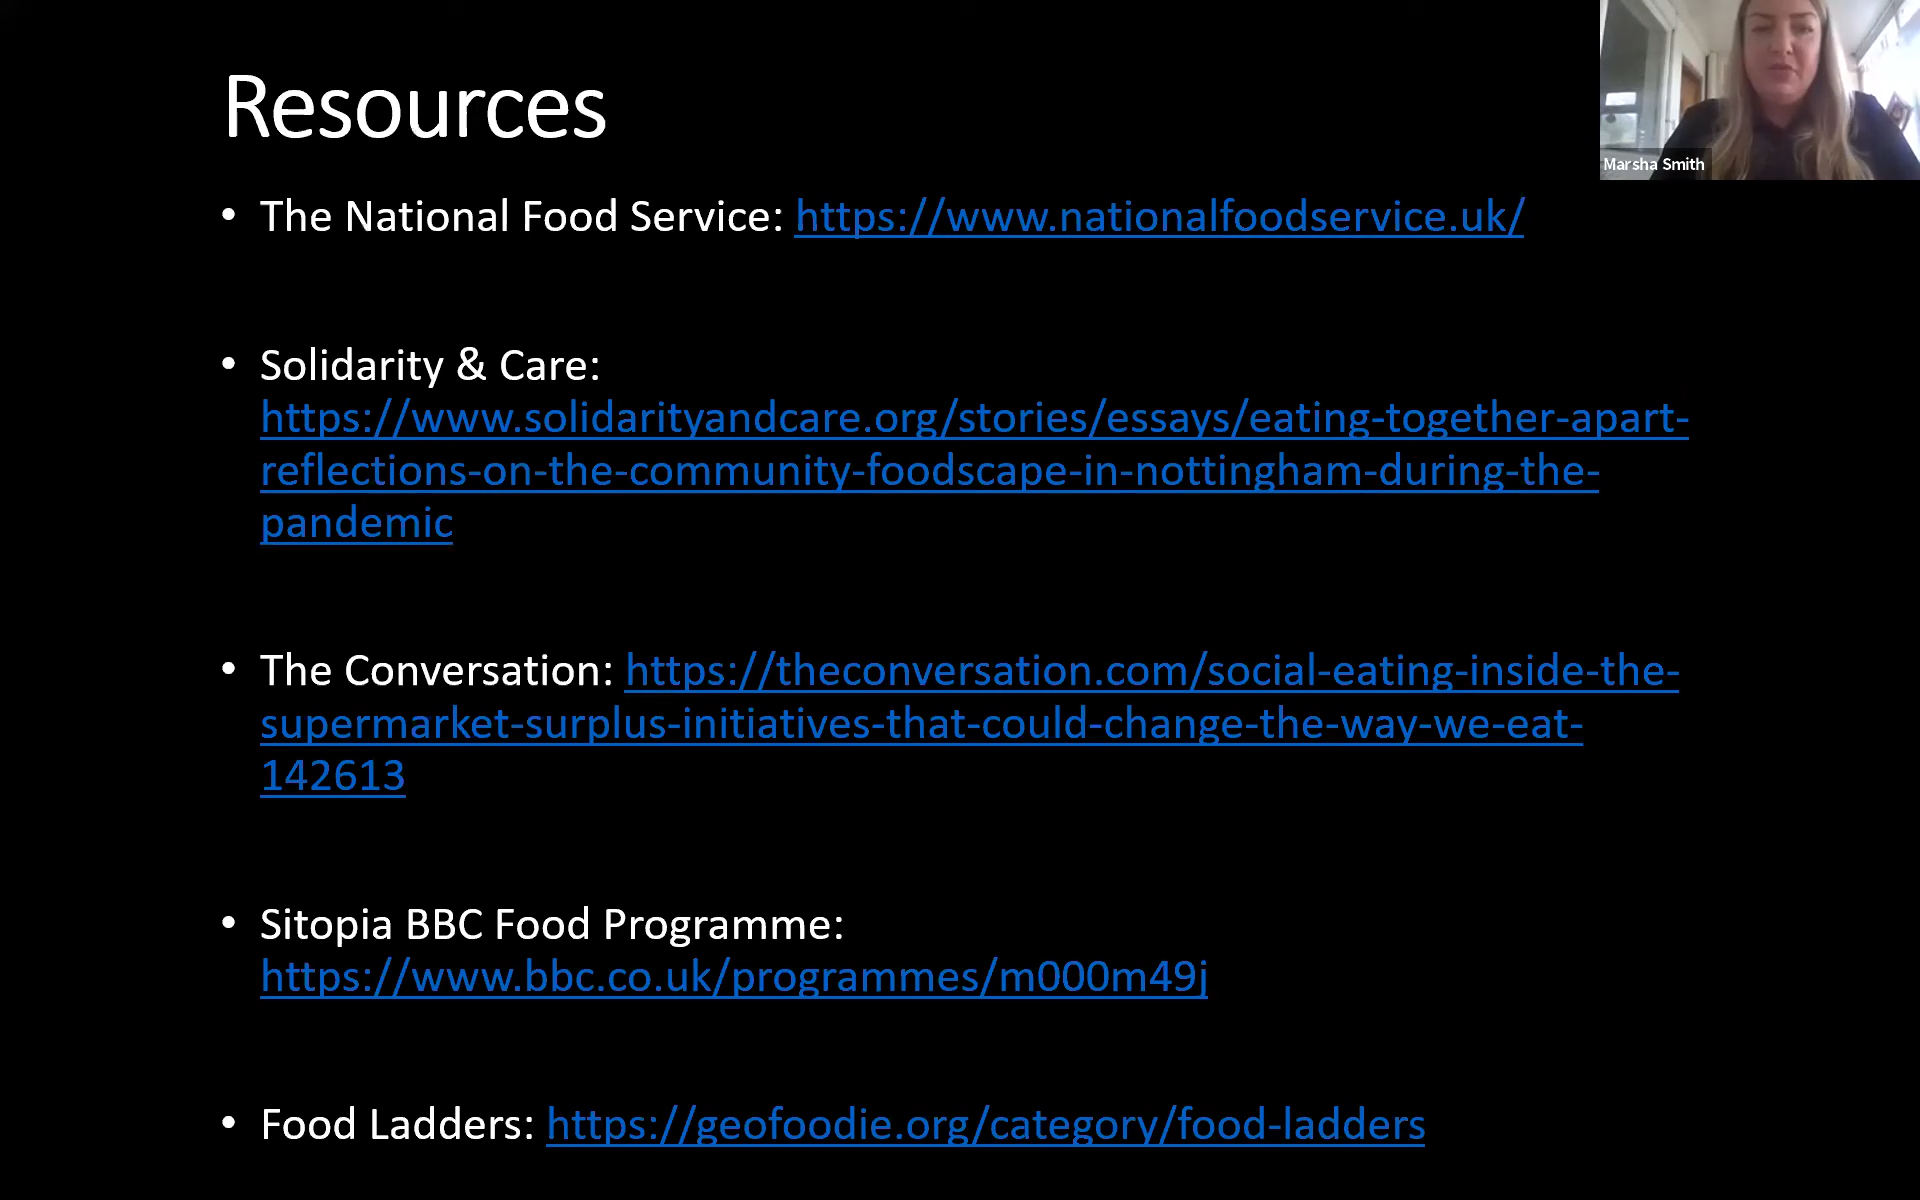 Resources
Marsha Smith
• The National Food Service: https://www.nationalfoodservice.uk/
• Solidarity & Care:
https://www.solidarityandcare.org/stories/essays/eating-together-apart-
reflections-on-the-community-foodscape-in-nottingham-during-the-
pandemic
• The Conversation: https://theconversation.com/social-eating-inside-the-
supermarket-surplus-initiatives-that-could-change-the-way-we-eat-
142613
• Sitopia BBC Food Programme:
https://www.bbc.co.uk/programmes/m000m49j
• Food Ladders: https://geofoodie.org/category/food-ladders